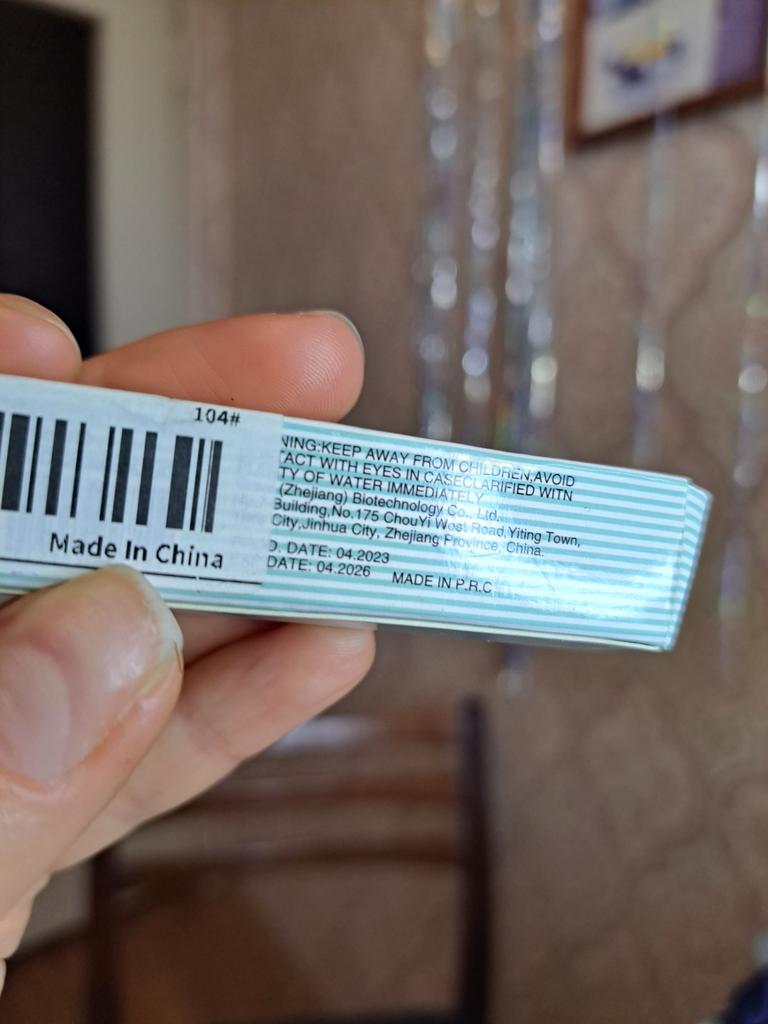 104#
Made In China
NING:KEEP AWAY FROM CHILDREN,AVOID
TACT WITH EYES IN CASECLARIFIED WITN
TY OF WATER IMMEDIATELY
(Zhejiang) Biotechnology Co., Ltd.
Building,No.175 ChouYi West Road,Yiting Town,
City,Jinhua City, Zhejiang Province, China.
D. DATE: 04.2023
DATE: 04.2026 MADE IN P.R.C